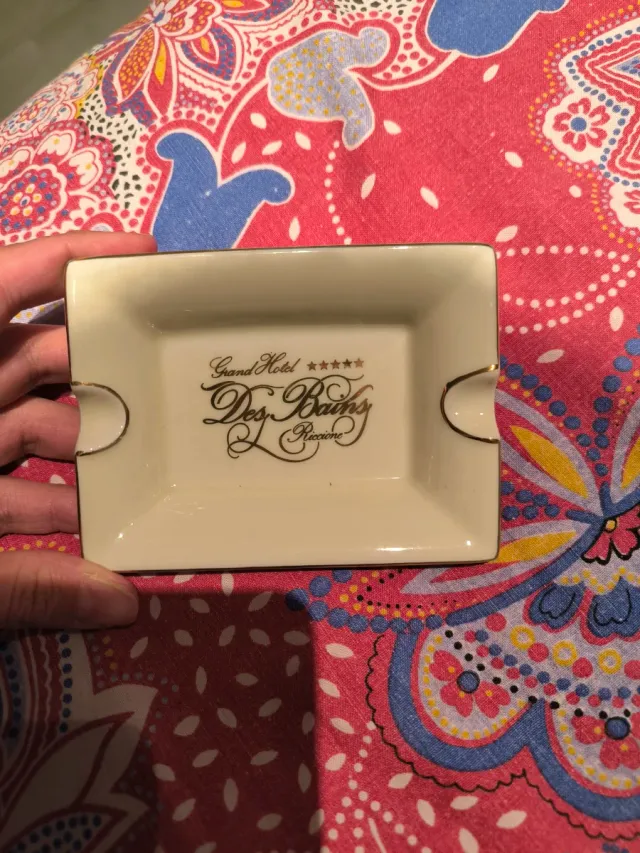 Grand Hotel ★★★★★
Des Bains
Riccione